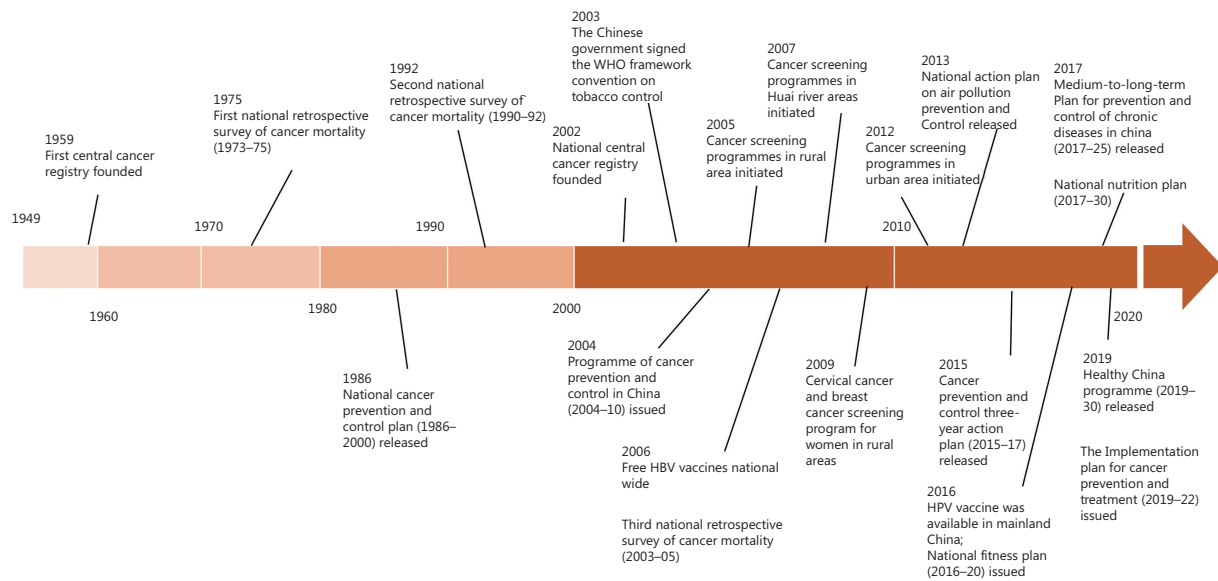 1949
1959
First central cancer
registry founded
1960
1970
1975
First national retrospective
survey of cancer mortality
(1973–75)
1980
1986
National cancer
prevention and
control plan (1986–
2000) released
1990
1992
Second national
retrospective survey of
cancer mortality (1990–92)
2000
2002
National central
cancer registry
founded
2003
The Chinese
government signed
the WHO framework
convention on
tobacco control
2004
Programme of cancer
prevention and
control in China
(2004–10) issued
2005
Cancer screening
programmes in rural
area initiated
2006
Free HBV vaccines national
wide
Third national retrospective
survey of cancer mortality
(2003–05)
2007
Cancer screening
programmes in
Huai river areas
initiated
2009
Cervical cancer
and breast
cancer screening
program for
women in rural
areas
2010
2012
Cancer screening
programmes in
urban area initiated
2013
National action plan
on air pollution
prevention and
Control released
2015
Cancer
prevention and
control three-
year action
plan (2015–17)
released
2016
HPV vaccine was
available in mainland
China;
National fitness plan
(2016–20) issued
2017
Medium-to-long-term
Plan for prevention and
control of chronic
diseases in china
(2017–25) released
National nutrition plan
(2017–30)
2019
Healthy China
programme (2019–
30) released
The Implementation
plan for cancer
prevention and
treatment (2019–22)
issued
2020